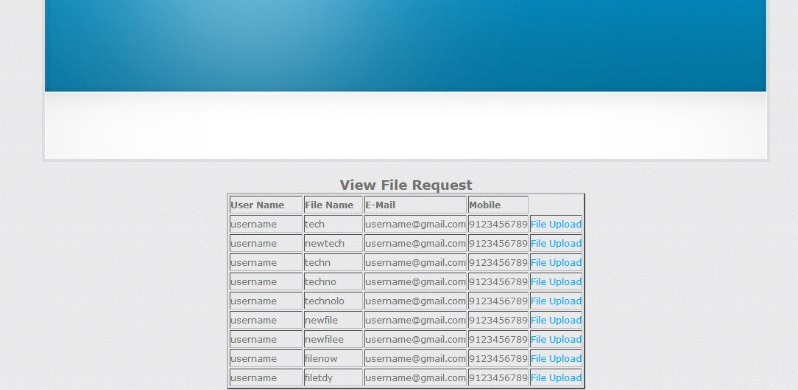 View File Request
User Name File Name E-Mail Mobile
username tech username@gmail.com 9123456789 File Upload
username newtech username@gmail.com 9123456789 File Upload
username techn username@gmail.com 9123456789 File Upload
username techno username@gmail.com 9123456789 File Upload
username technolo username@gmail.com 9123456789 File Upload
username newfile username@gmail.com 9123456789 File Upload
username newfilee username@gmail.com 9123456789 File Upload
username filenow username@gmail.com 9123456789 File Upload
username filetdy username@gmail.com 9123456789 File Upload